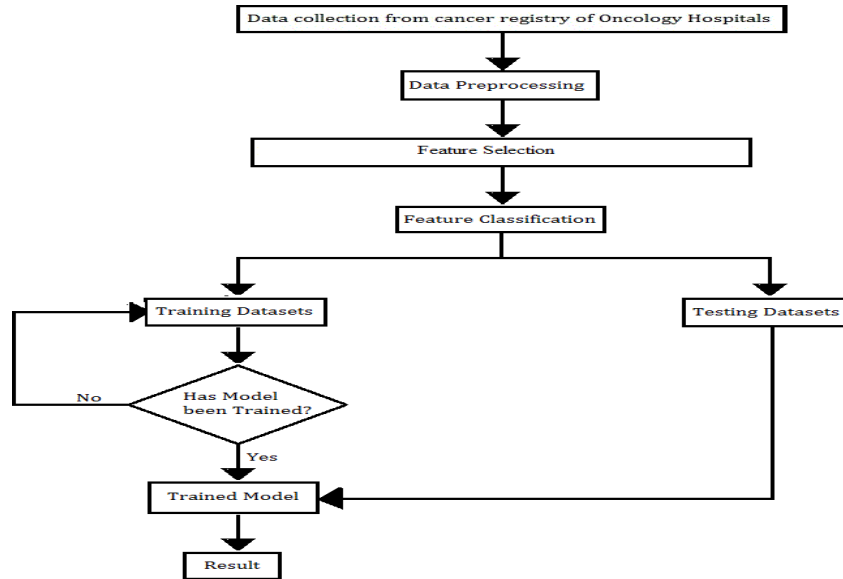 Data collection from cancer registry of Oncology Hospitals
Data Preprocessing
Feature Selection
Feature Classification
Training Datasets
Testing Datasets
Has Model
been Trained?
No
Yes
Trained Model
Result